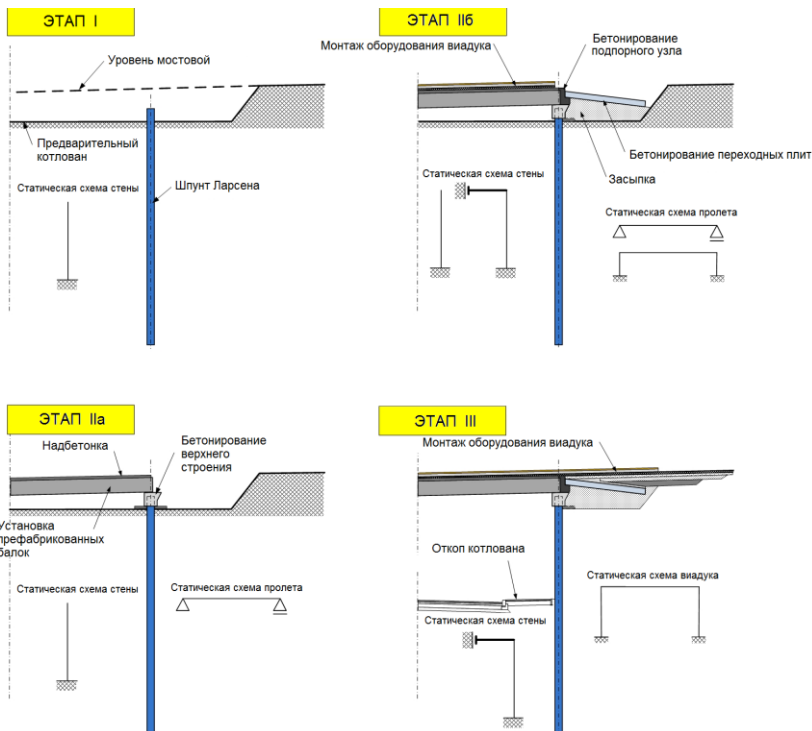 ЭТАП I
Уровень мостовой
Предварительный
котлован
Статическая схема стены
Шпунт Ларсена
ЭТАП IIб
Монтаж оборудования виадука
Бетонирование
подпорного узла
Бетонирование переходных плит
Засыпка
Статическая схема стены
Статическая схема пролета
ЭТАП IIа
Надбетонка
Бетонирование
верхнего
строения
Установка
префабрикованных
балок
Статическая схема стены
Статическая схема пролета
ЭТАП III
Монтаж оборудования виадука
Откоп котлована
Статическая схема стены
Статическая схема виадука